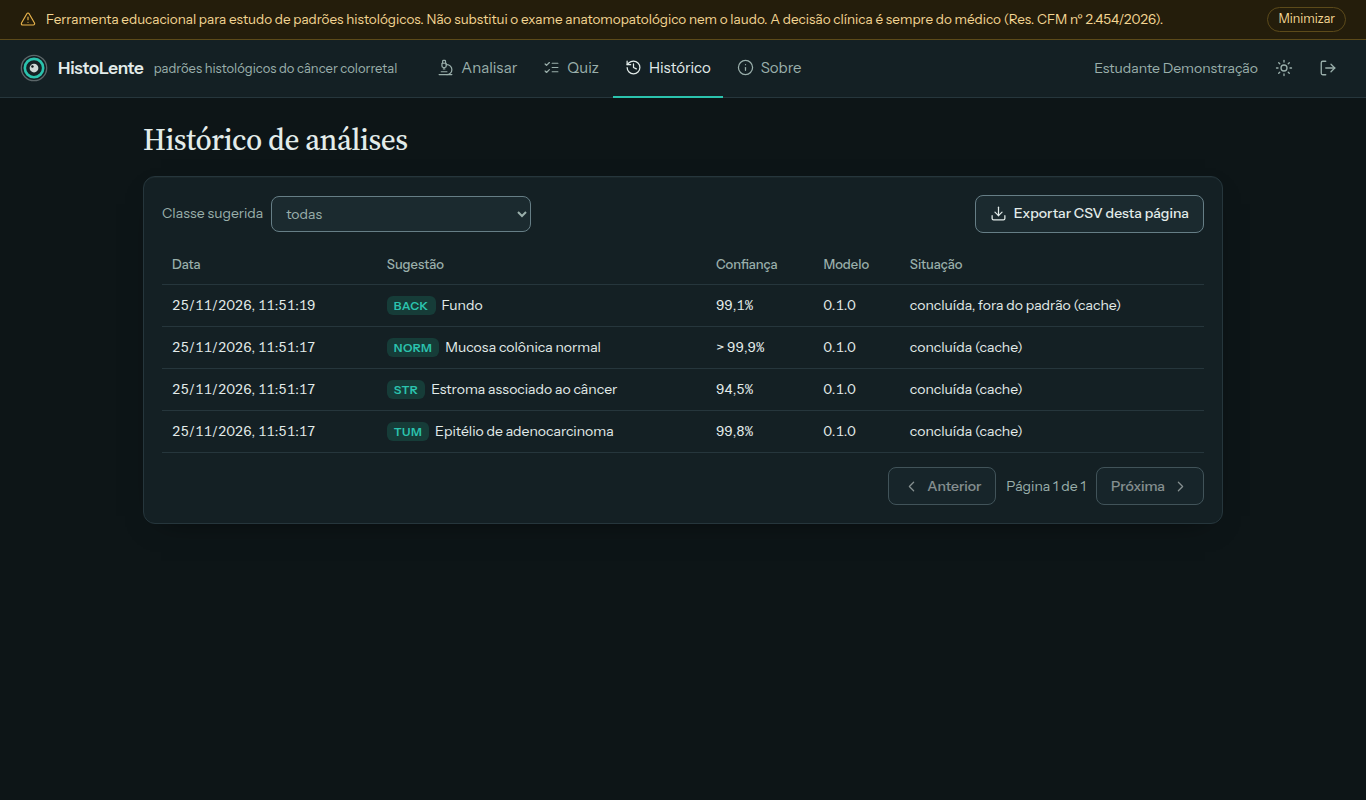 Ferramenta educacional para estudo de padrões histológicos. Não substitui o exame anatomopatológico nem o laudo. A decisão clínica é sempre do médico (Res. CFM nº 2.454/2026). Minimizar
HistoLente padrões histológicos do câncer colorretal Analisar Quiz Histórico Sobre Estudante Demonstração
Histórico de análises
Classe sugerida todas Exportar CSV desta página
Data Sugestão Confiança Modelo Situação
25/11/2026, 11:51:19 BACK Fundo 99,1% 0.1.0 concluída, fora do padrão (cache)
25/11/2026, 11:51:17 NORM Mucosa colônica normal > 99,9% 0.1.0 concluída (cache)
25/11/2026, 11:51:17 STR Estroma associado ao câncer 94,5% 0.1.0 concluída (cache)
25/11/2026, 11:51:17 TUM Epitélio de adenocarcinoma 99,8% 0.1.0 concluída (cache)
Anterior Página 1 de 1 Próxima